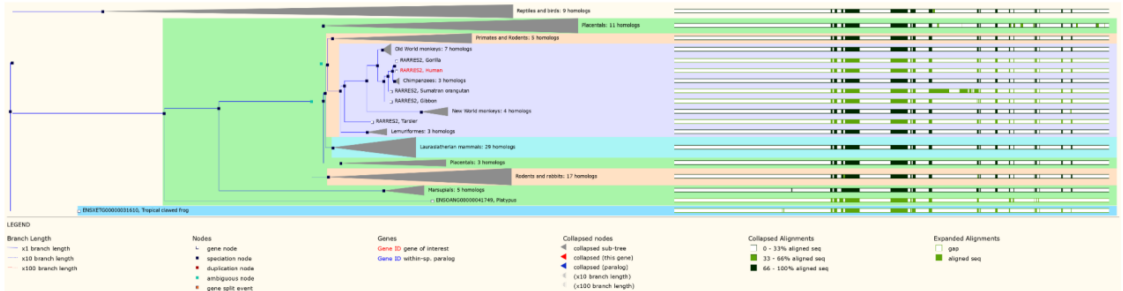 Reptiles and birds: 9 homologs
Placentals: 11 homologs
Primates and Rodents: 5 homologs
Old World monkeys: 7 homologs
RARRES2, Gorilla
RARRES2, Human
Chimpanzees: 3 homologs
RARRES2, Sumatran orangutan
RARRES2, Gibbon
New World monkeys: 4 homologs
RARRES2, Tarsier
Lemuriformes: 3 homologs
Laurasiatherian mammals: 29 homologs
Placentals: 3 homologs
Rodents and rabbits: 17 homologs
Marsupials: 5 homologs
ENSOANG00000041749, Platypus
ENSXETG00000031610, Tropical clawed frog
LEGEND
Branch Length
x1 branch length
x10 branch length
x100 branch length
Nodes
gene node
speciation node
duplication node
ambiguous node
gene split event
Genes
Gene ID gene of interest
Gene ID within-sp. paralog
Collapsed nodes
collapsed sub-tree
collapsed (this gene)
collapsed (paralog)
(x10 branch length)
(x100 branch length)
Collapsed Alignments
0 - 33% aligned seq
33 - 66% aligned seq
66 - 100% aligned seq
Expanded Alignments
gap
aligned seq